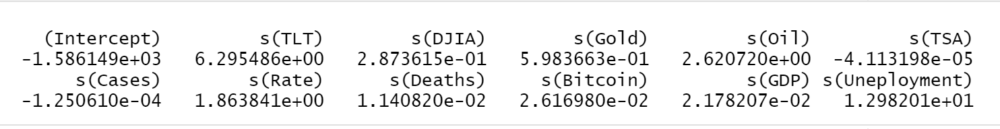 (Intercept) s(TLT) s(DJIA) s(Gold) s(Oil) s(TSA)
-1.586149e+03 6.295486e+00 2.873615e-01 5.983663e-01 2.620720e+00 -4.113198e-05
s(Cases) s(Rate) s(Deaths) s(Bitcoin) s(GDP) s(Uneployment)
-1.250610e-04 1.863841e+00 1.140820e-02 2.616980e-02 2.178207e-02 1.298201e+01